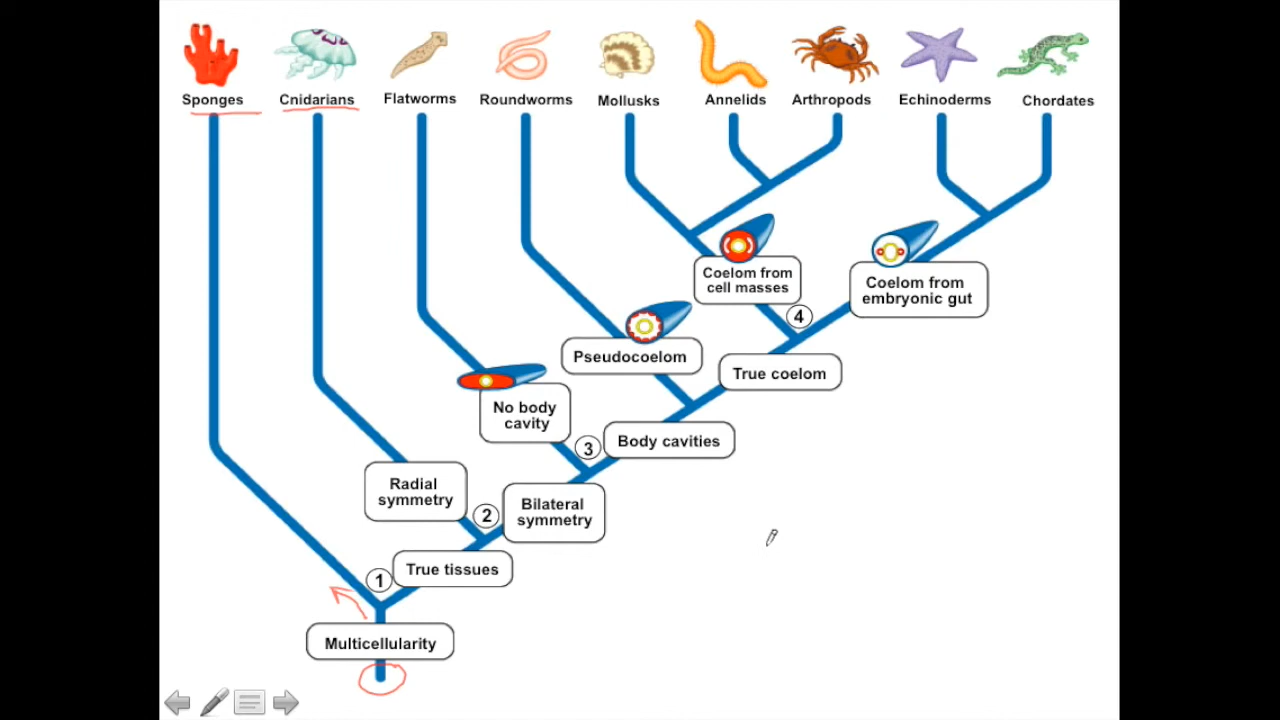 Sponges
Cnidarians
Flatworms
Roundworms
Mollusks
Annelids
Arthropods
Echinoderms
Chordates
Coelom from
cell masses
Coelom from
embryonic gut
4
Pseudocoelom
True coelom
No body
cavity
3
Body cavities
Radial
symmetry
2
Bilateral
symmetry
1
True tissues
Multicellularity